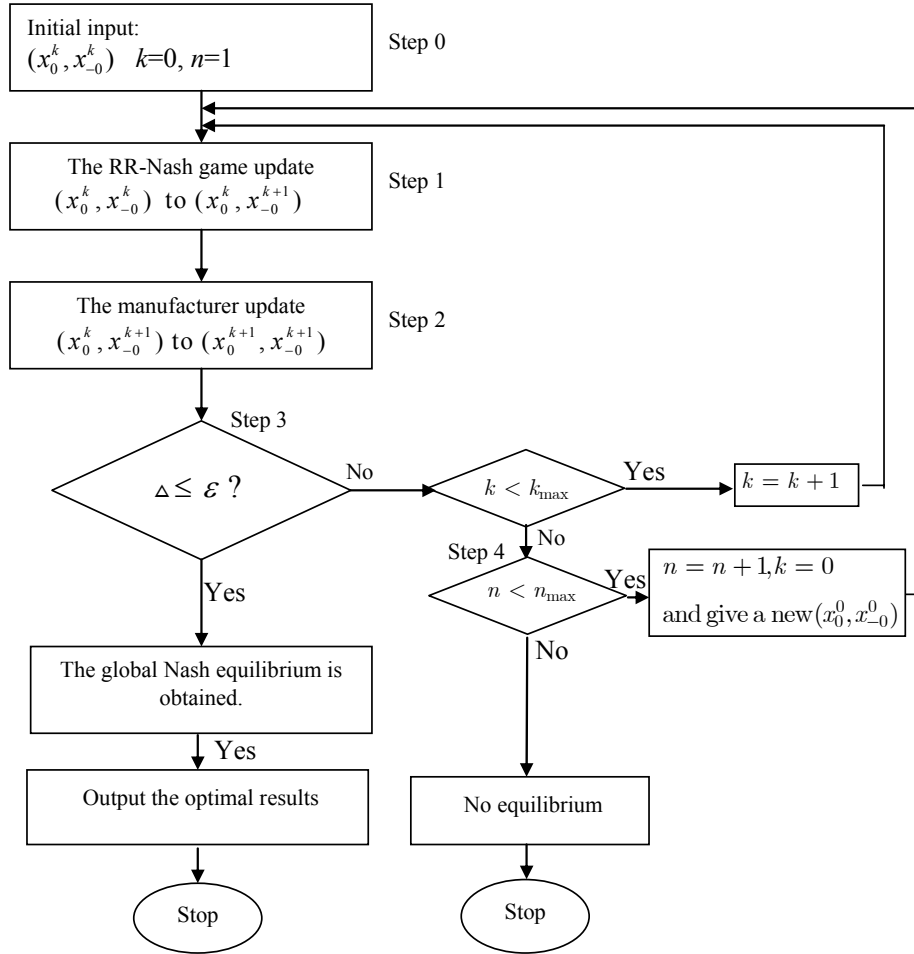 Initial input:
(x_0^k, x_{-0}^k) k=0, n=1
Step 0
The RR-Nash game update
(x_0^k, x_{-0}^k) to (x_0^k, x_{-0}^{k+1})
Step 1
The manufacturer update
(x_0^k, x_{-0}^{k+1}) to (x_0^{k+1}, x_{-0}^{k+1})
Step 2
Step 3
△ ≤ ε ?
No
k < k_max
Yes
k = k + 1
No
Step 4
n < n_max
Yes
n = n + 1, k = 0
and give a new (x_0^0, x_{-0}^0)
Yes
No
The global Nash equilibrium is
obtained.
Yes
Output the optimal results
No equilibrium
Stop
Stop